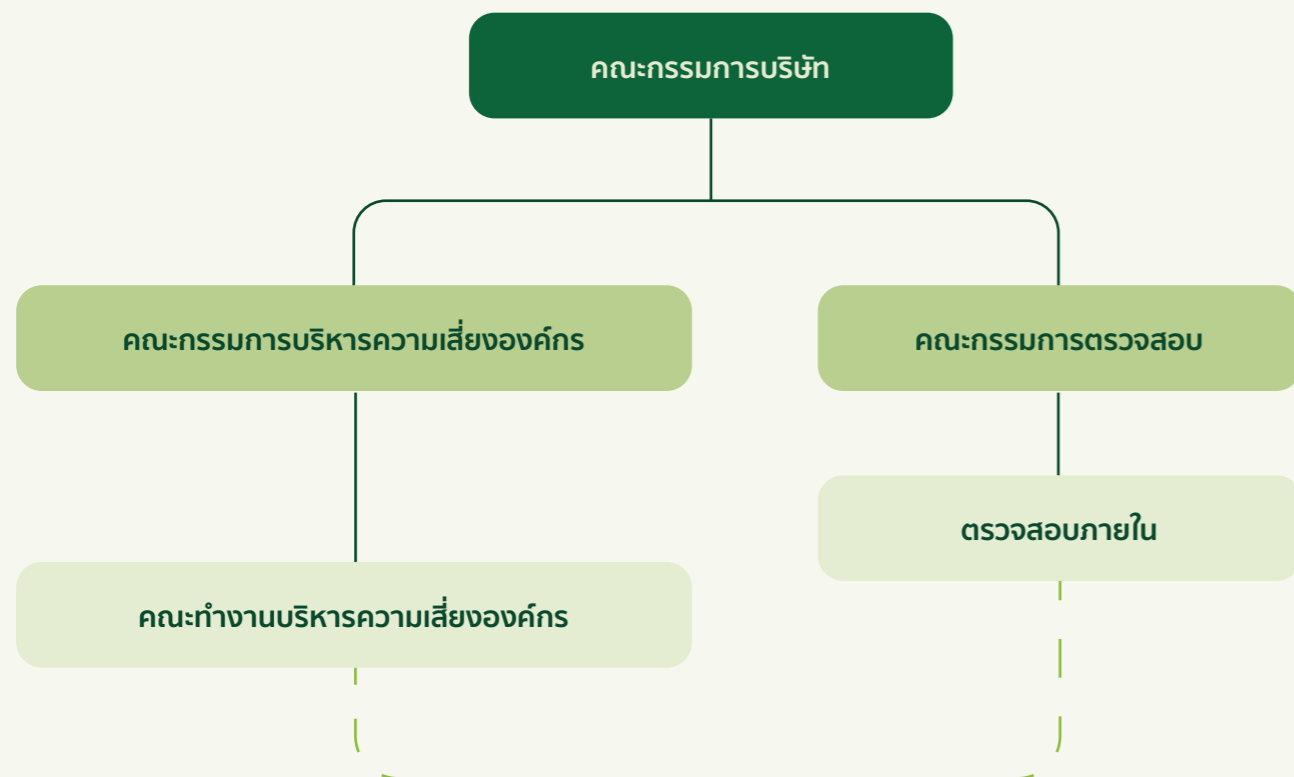 คณะกรรมการบริษัท
คณะกรรมการบริหารความเสี่ยงองค์กร
คณะกรรมการตรวจสอบ
ตรวจสอบภายใน
คณะทำงานบริหารความเสี่ยงองค์กร